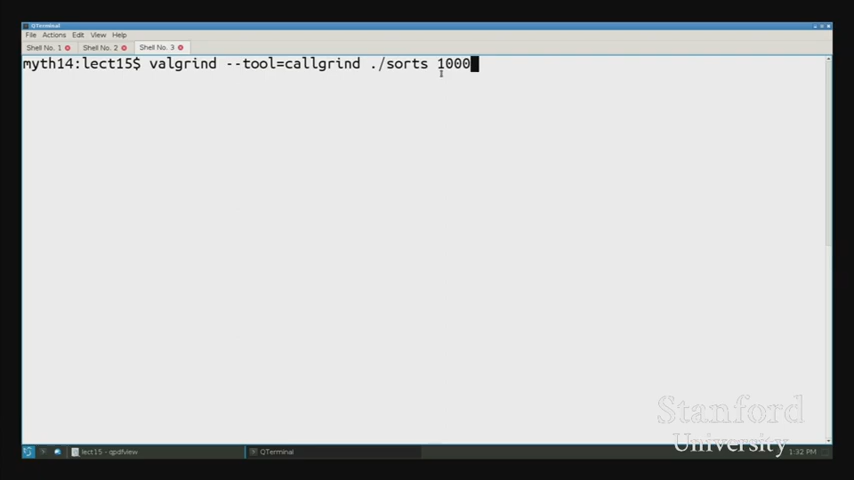 QTerminal
File Actions Edit View Help
Shell No. 1 Shell No. 2 Shell No. 3
myth14:lect15$ valgrind --tool=callgrind ./sorts 1000
Stanford
University
lect15 - qpdfview QTerminal 1:32 PM